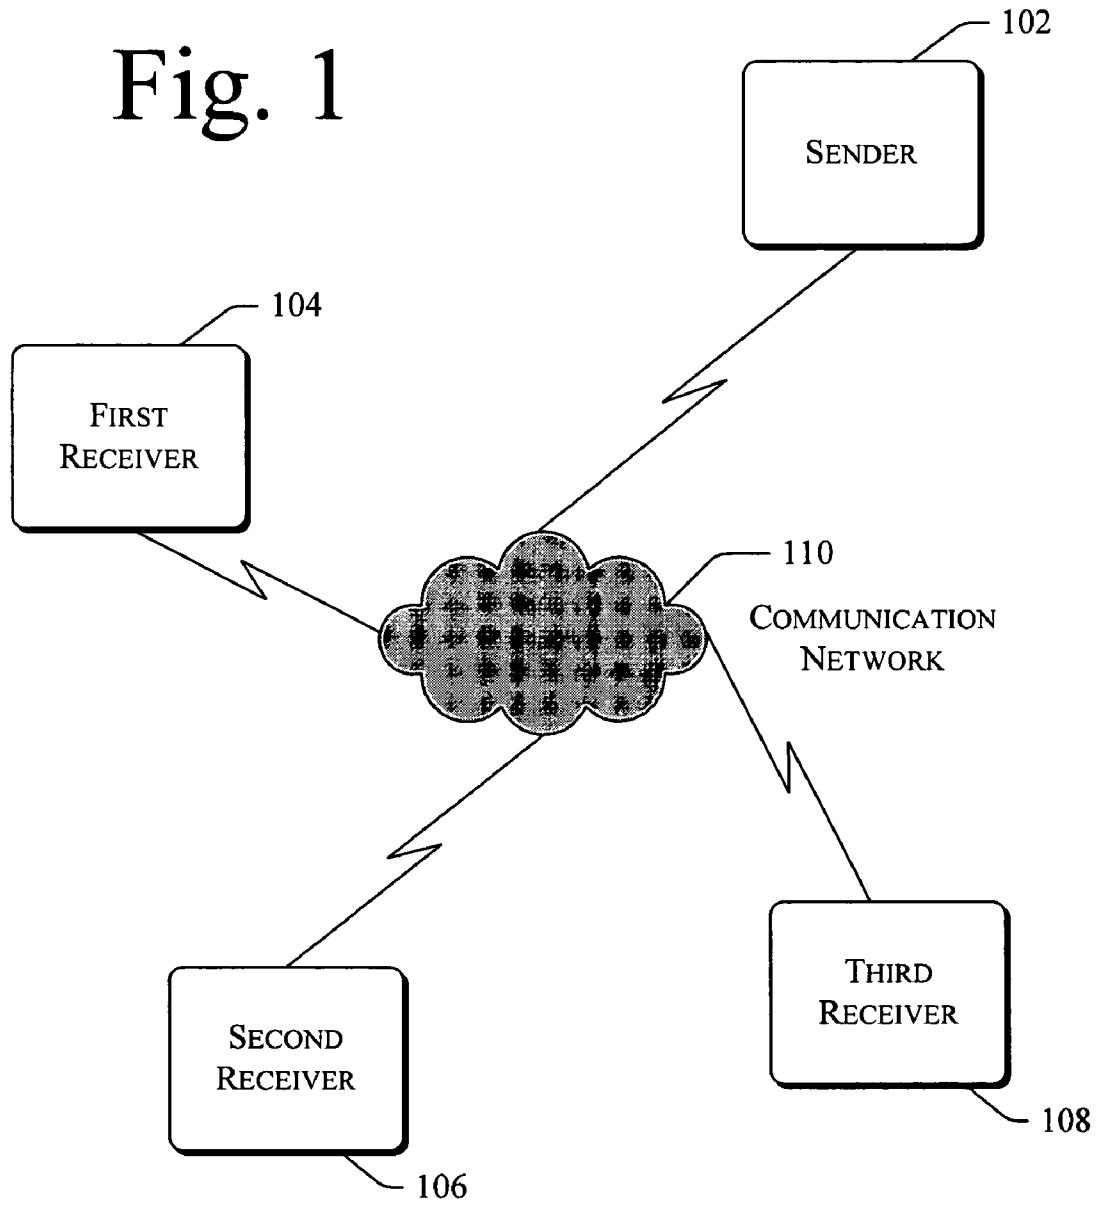 Fig. 1
102
SENDER
104
FIRST
RECEIVER
110
COMMUNICATION
NETWORK
THIRD
RECEIVER
SECOND
RECEIVER
108
106